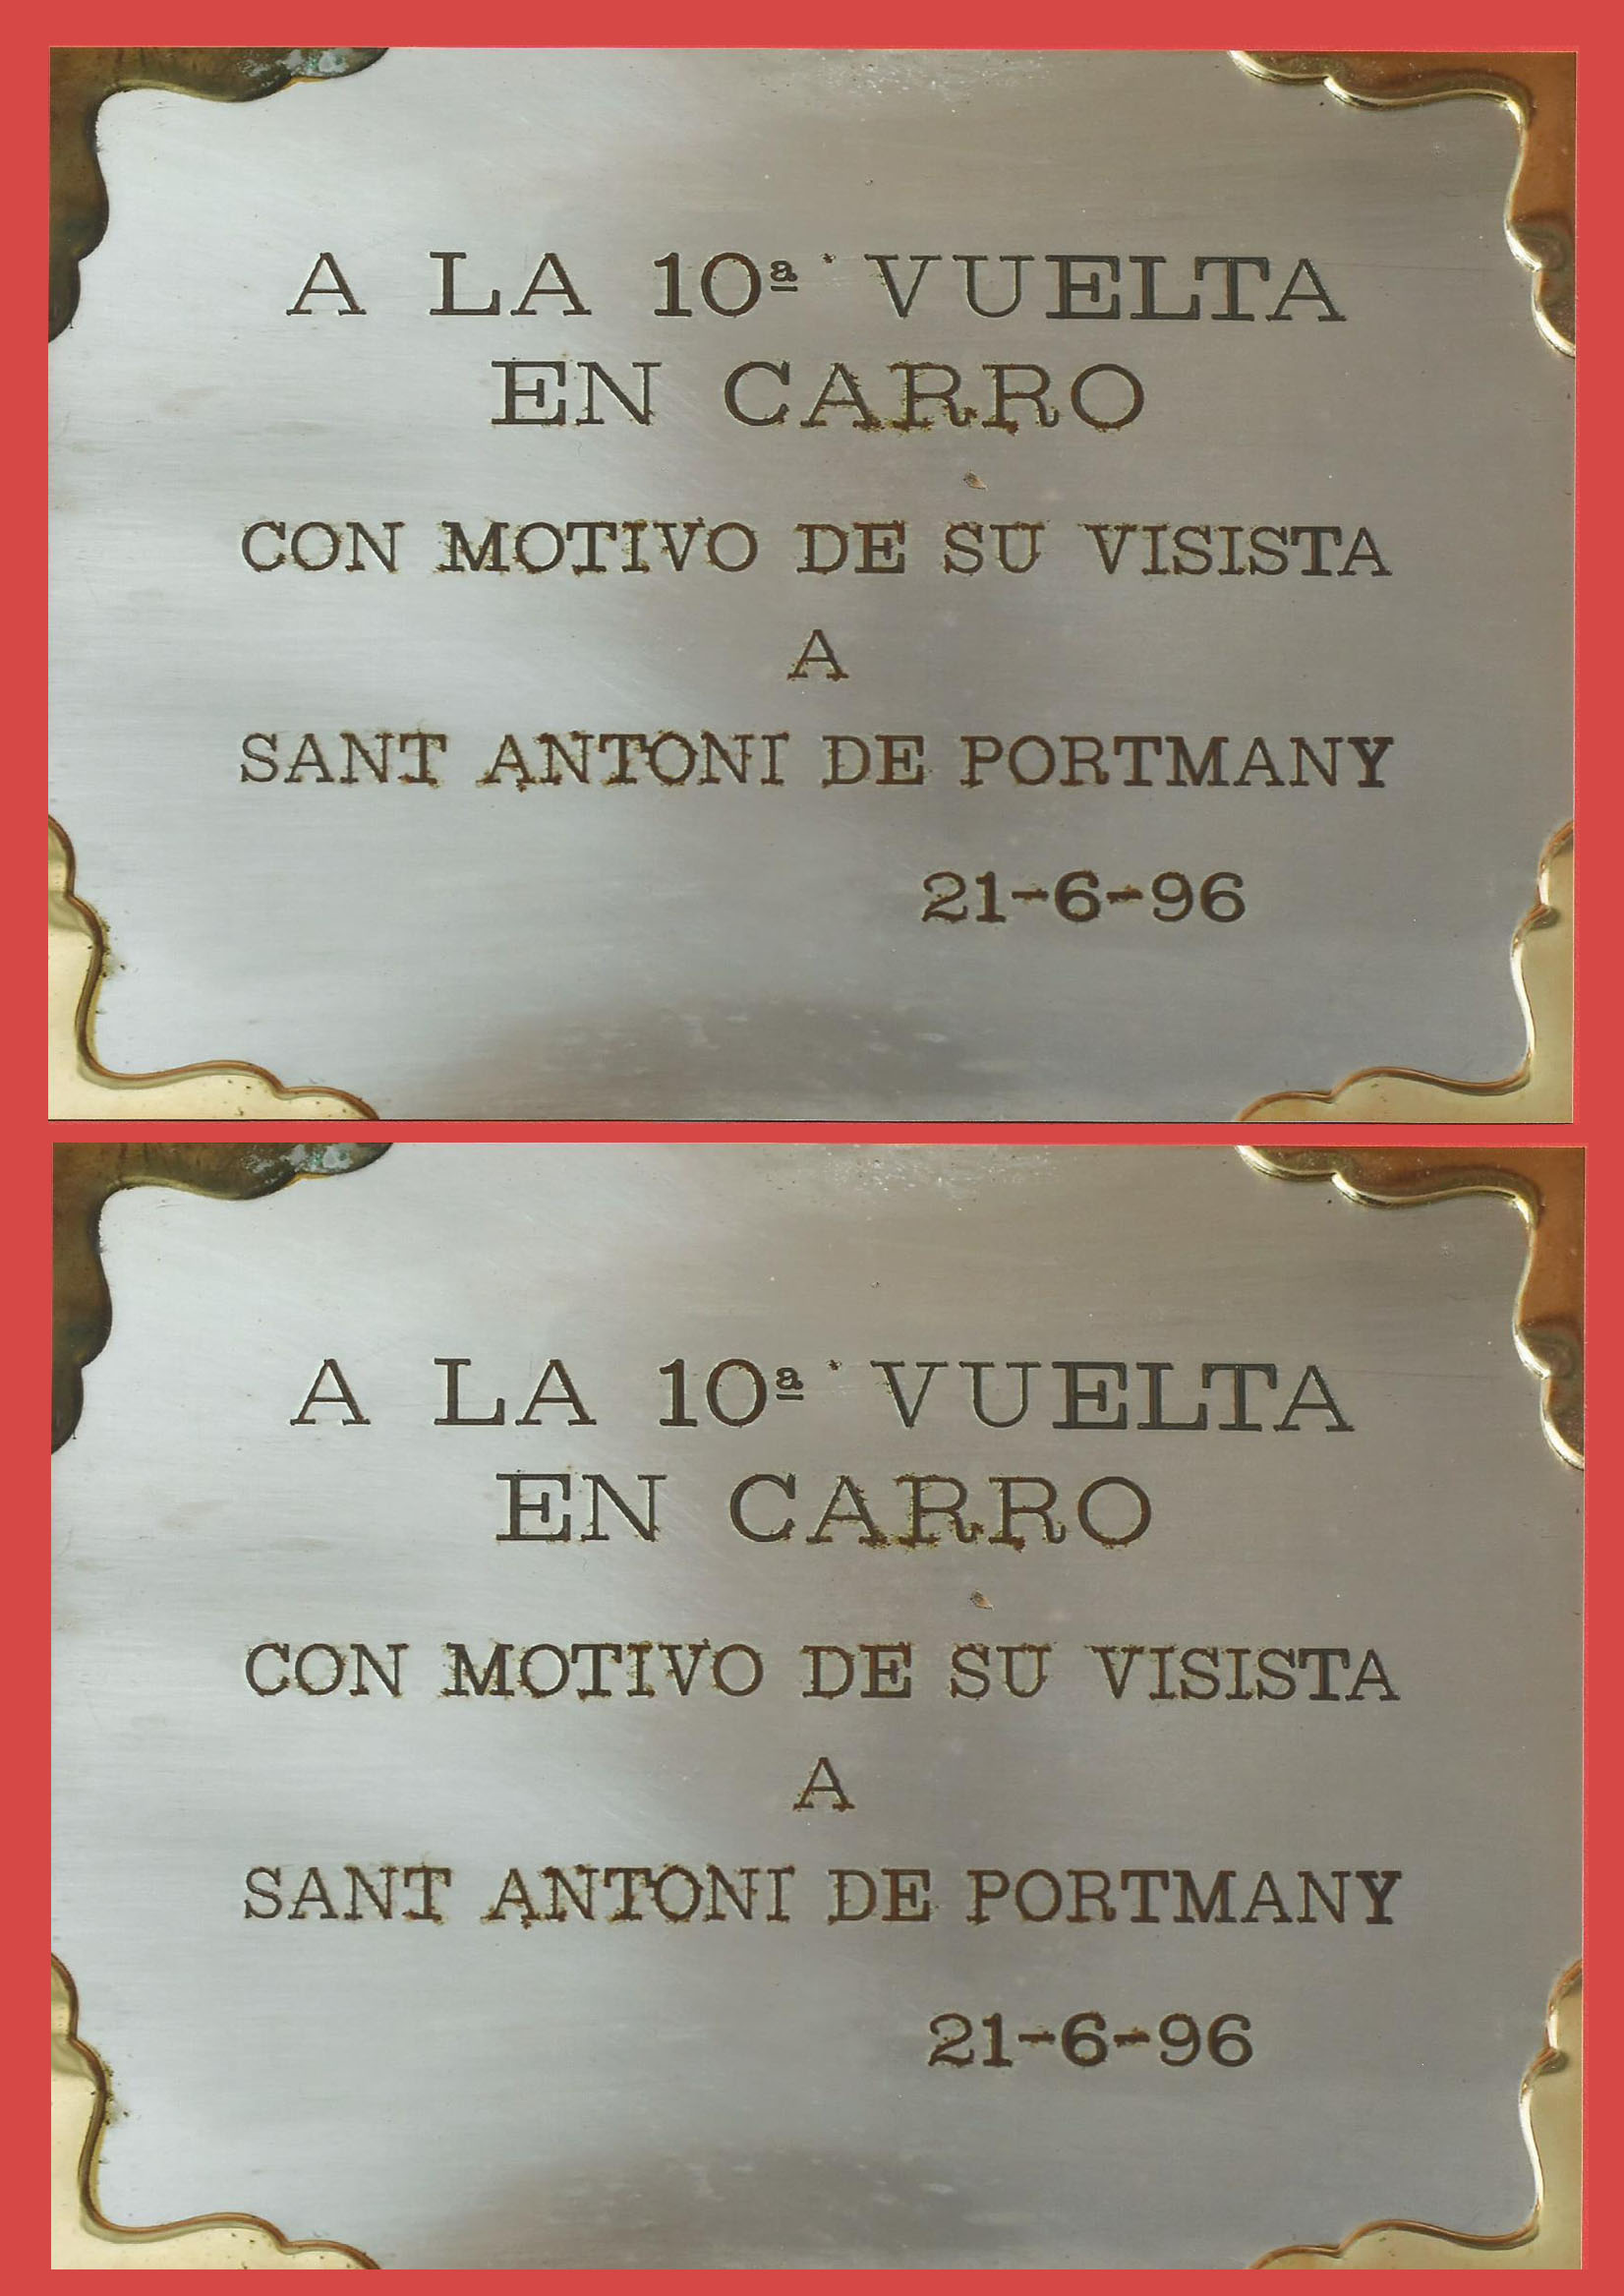 A LA 10ª VUELTA
EN CARRO
CON MOTIVO DE SU VISISTA
A
SANT ANTONI DE PORTMANY
21-6-96
A LA 10ª VUELTA
EN CARRO
CON MOTIVO DE SU VISISTA
A
SANT ANTONI DE PORTMANY
21-6-96